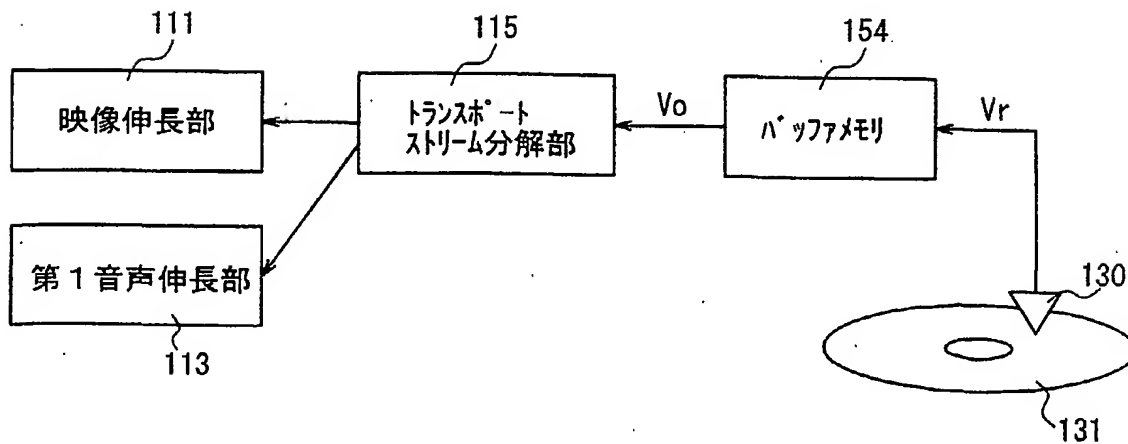 111
115
154
映像伸長部
トランスポート
ストリーム分解部
Vo
バッファメモリ
Vr
第1音声伸長部
113
130
131